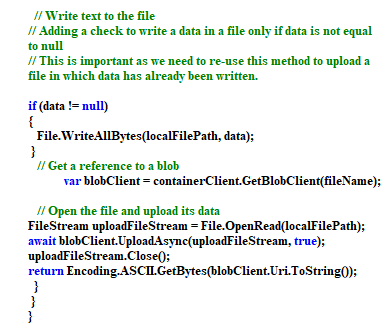 // Write text to the file
// Adding a check to write a data in a file only if data is not equal
to null
// This is important as we need to re-use this method to upload a
file in which data has already been written.
if (data != null)
{
File.WriteAllBytes(localFilePath, data);
}
// Get a reference to a blob
var blobClient = containerClient.GetBlobClient(fileName);
// Open the file and upload its data
FileStream uploadFileStream = File.OpenRead(localFilePath);
await blobClient.UploadAsync(uploadFileStream, true);
uploadFileStream.Close();
return Encoding.ASCII.GetBytes(blobClient.Uri.ToString());
}
}
}